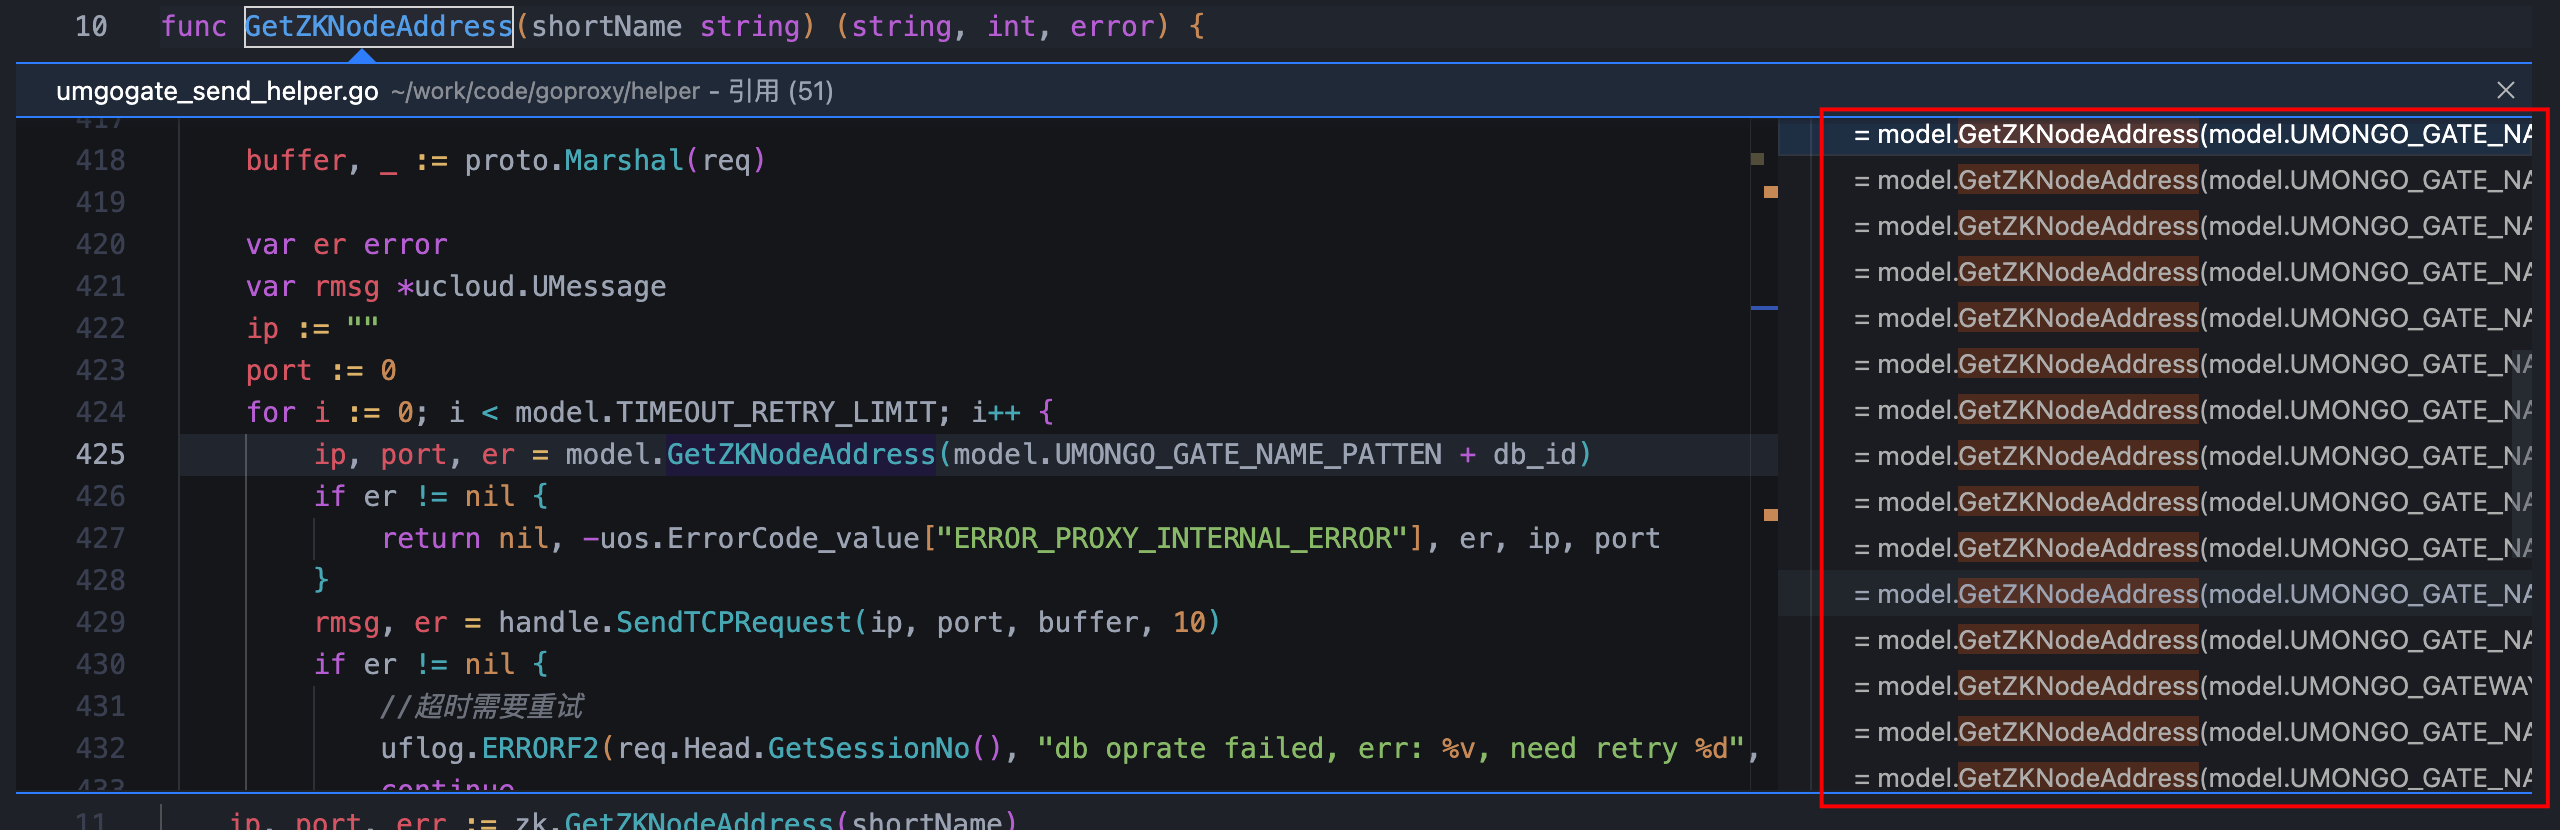 10 func GetZKNodeAddress(shortName string) (string, int, error) {
umgogate_send_helper.go ~/work/code/goproxy/helper - 引用 (51)
417
418 buffer, _ := proto.Marshal(req)
419
420 var er error
421 var rmsg *ucloud.UMessage
422 ip := ""
423 port := 0
424 for i := 0; i < model.TIMEOUT_RETRY_LIMIT; i++ {
425 ip, port, er = model.GetZKNodeAddress(model.UMONGO_GATE_NAME_PATTEN + db_id)
426 if er != nil {
427 return nil, -uos.ErrorCode_value["ERROR_PROXY_INTERNAL_ERROR"], er, ip, port
428 }
429 rmsg, er = handle.SendTCPRequest(ip, port, buffer, 10)
430 if er != nil {
431 //超时需要重试
432 uflog.ERRORF2(req.Head.GetSessionNo(), "db oprate failed, err: %v, need retry %d",
433 continue
= model.GetZKNodeAddress(model.UMONGO_GATE_NA
= model.GetZKNodeAddress(model.UMONGO_GATE_NA
= model.GetZKNodeAddress(model.UMONGO_GATE_NA
= model.GetZKNodeAddress(model.UMONGO_GATE_NA
= model.GetZKNodeAddress(model.UMONGO_GATE_NA
= model.GetZKNodeAddress(model.UMONGO_GATE_NA
= model.GetZKNodeAddress(model.UMONGO_GATE_NA
= model.GetZKNodeAddress(model.UMONGO_GATE_NA
= model.GetZKNodeAddress(model.UMONGO_GATE_NA
= model.GetZKNodeAddress(model.UMONGO_GATE_NA
= model.GetZKNodeAddress(model.UMONGO_GATE_NA
= model.GetZKNodeAddress(model.UMONGO_GATE_NA
= model.GetZKNodeAddress(model.UMONGO_GATEWAY
= model.GetZKNodeAddress(model.UMONGO_GATE_NA
= model.GetZKNodeAddress(model.UMONGO_GATE_NA
11 ip, port, err := zk.GetZKNodeAddress(shortName)